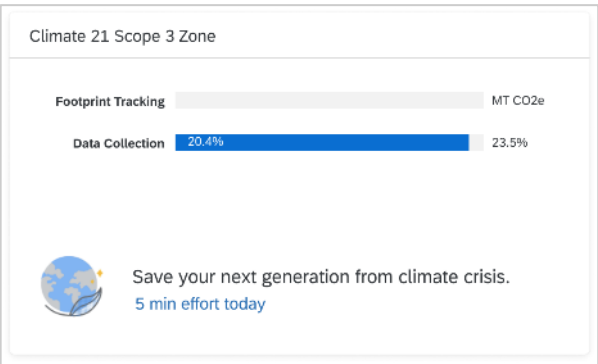 Climate 21 Scope 3 Zone
Footprint Tracking MT CO2e
Data Collection 20.4% 23.5%
Save your next generation from climate crisis.
5 min effort today